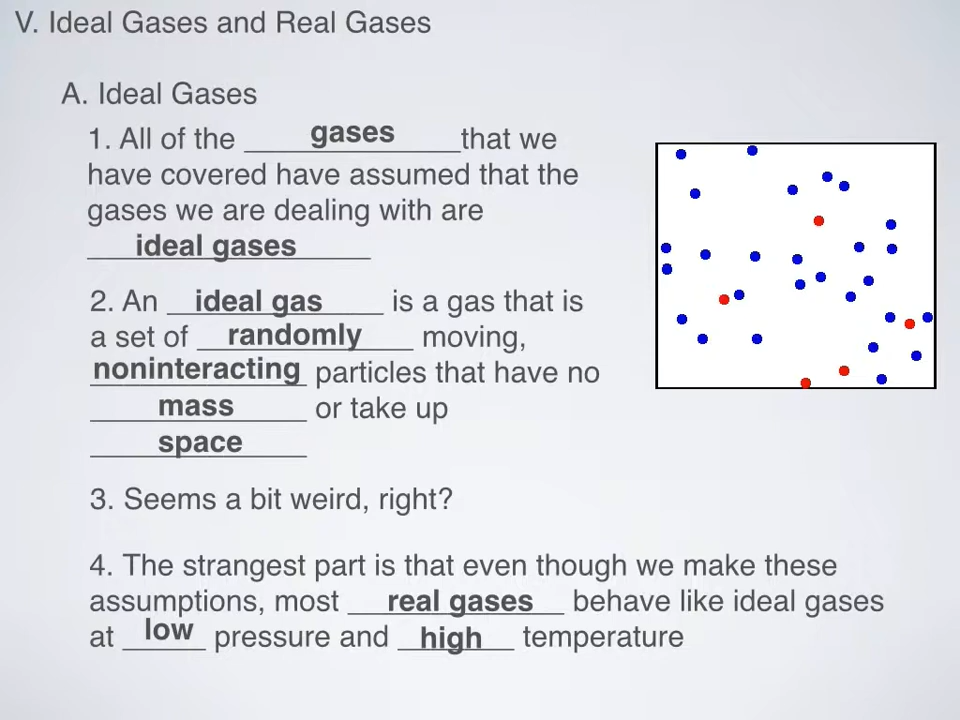 V. Ideal Gases and Real Gases
A. Ideal Gases
1. All of the gases that we
have covered have assumed that the
gases we are dealing with are
ideal gases
2. An ideal gas is a gas that is
a set of randomly moving,
noninteracting particles that have no
mass or take up
space
3. Seems a bit weird, right?
4. The strangest part is that even though we make these
assumptions, most real gases behave like ideal gases
at low pressure and high temperature